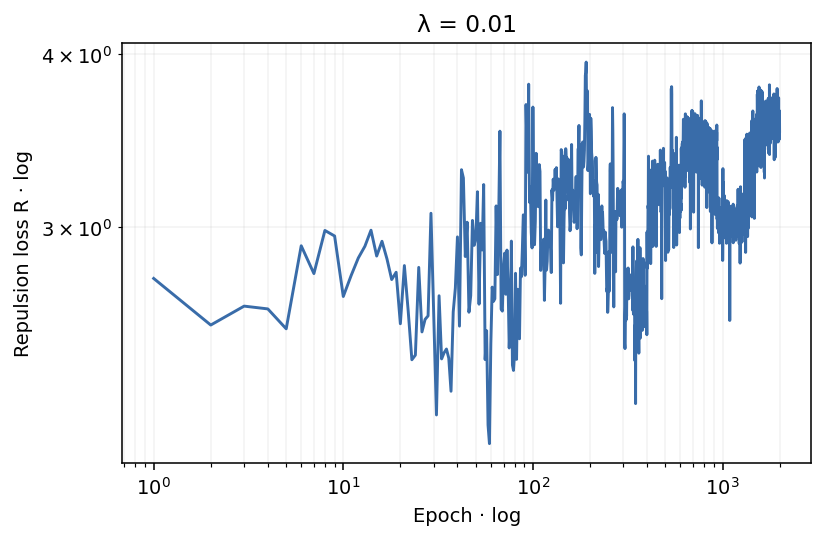 λ = 0.01
4 × 10⁰
3 × 10⁰
Repulsion loss R · log
10⁰ 10¹ 10² 10³
Epoch · log